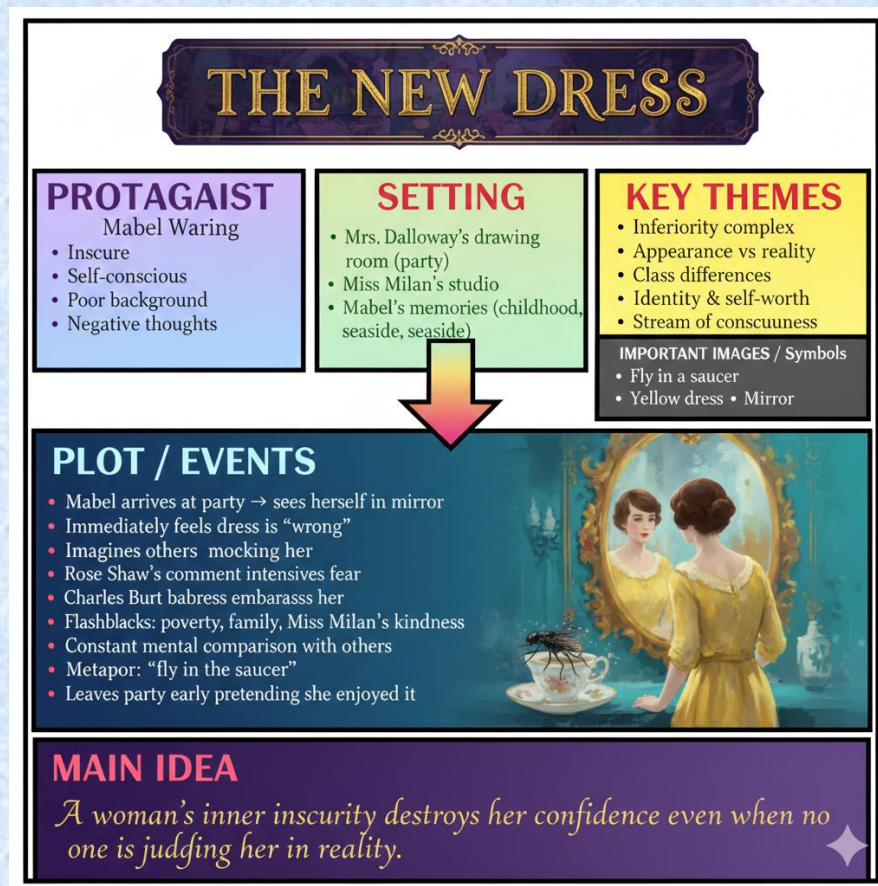 THE NEW DRESS
PROTAGAIST
Mabel Waring
• Inscure
• Self-conscious
• Poor background
• Negative thoughts
SETTING
• Mrs. Dalloway's drawing
room (party)
• Miss Milan's studio
• Mabel's memories (childhood,
seaside, seaside)
KEY THEMES
• Inferiority complex
• Appearance vs reality
• Class differences
• Identity & self-worth
• Stream of conscuuness
IMPORTANT IMAGES / Symbols
• Fly in a saucer
• Yellow dress • Mirror
PLOT / EVENTS
• Mabel arrives at party → sees herself in mirror
• Immediately feels dress is "wrong"
• Imagines others mocking her
• Rose Shaw's comment intensives fear
• Charles Burt babress embarasss her
• Flashblacks: poverty, family, Miss Milan's kindness
• Constant mental comparison with others
• Metapor: "fly in the saucer"
• Leaves party early pretending she enjoyed it
MAIN IDEA
A woman's inner inscurity destroys her confidence even when no
one is judging her in reality.